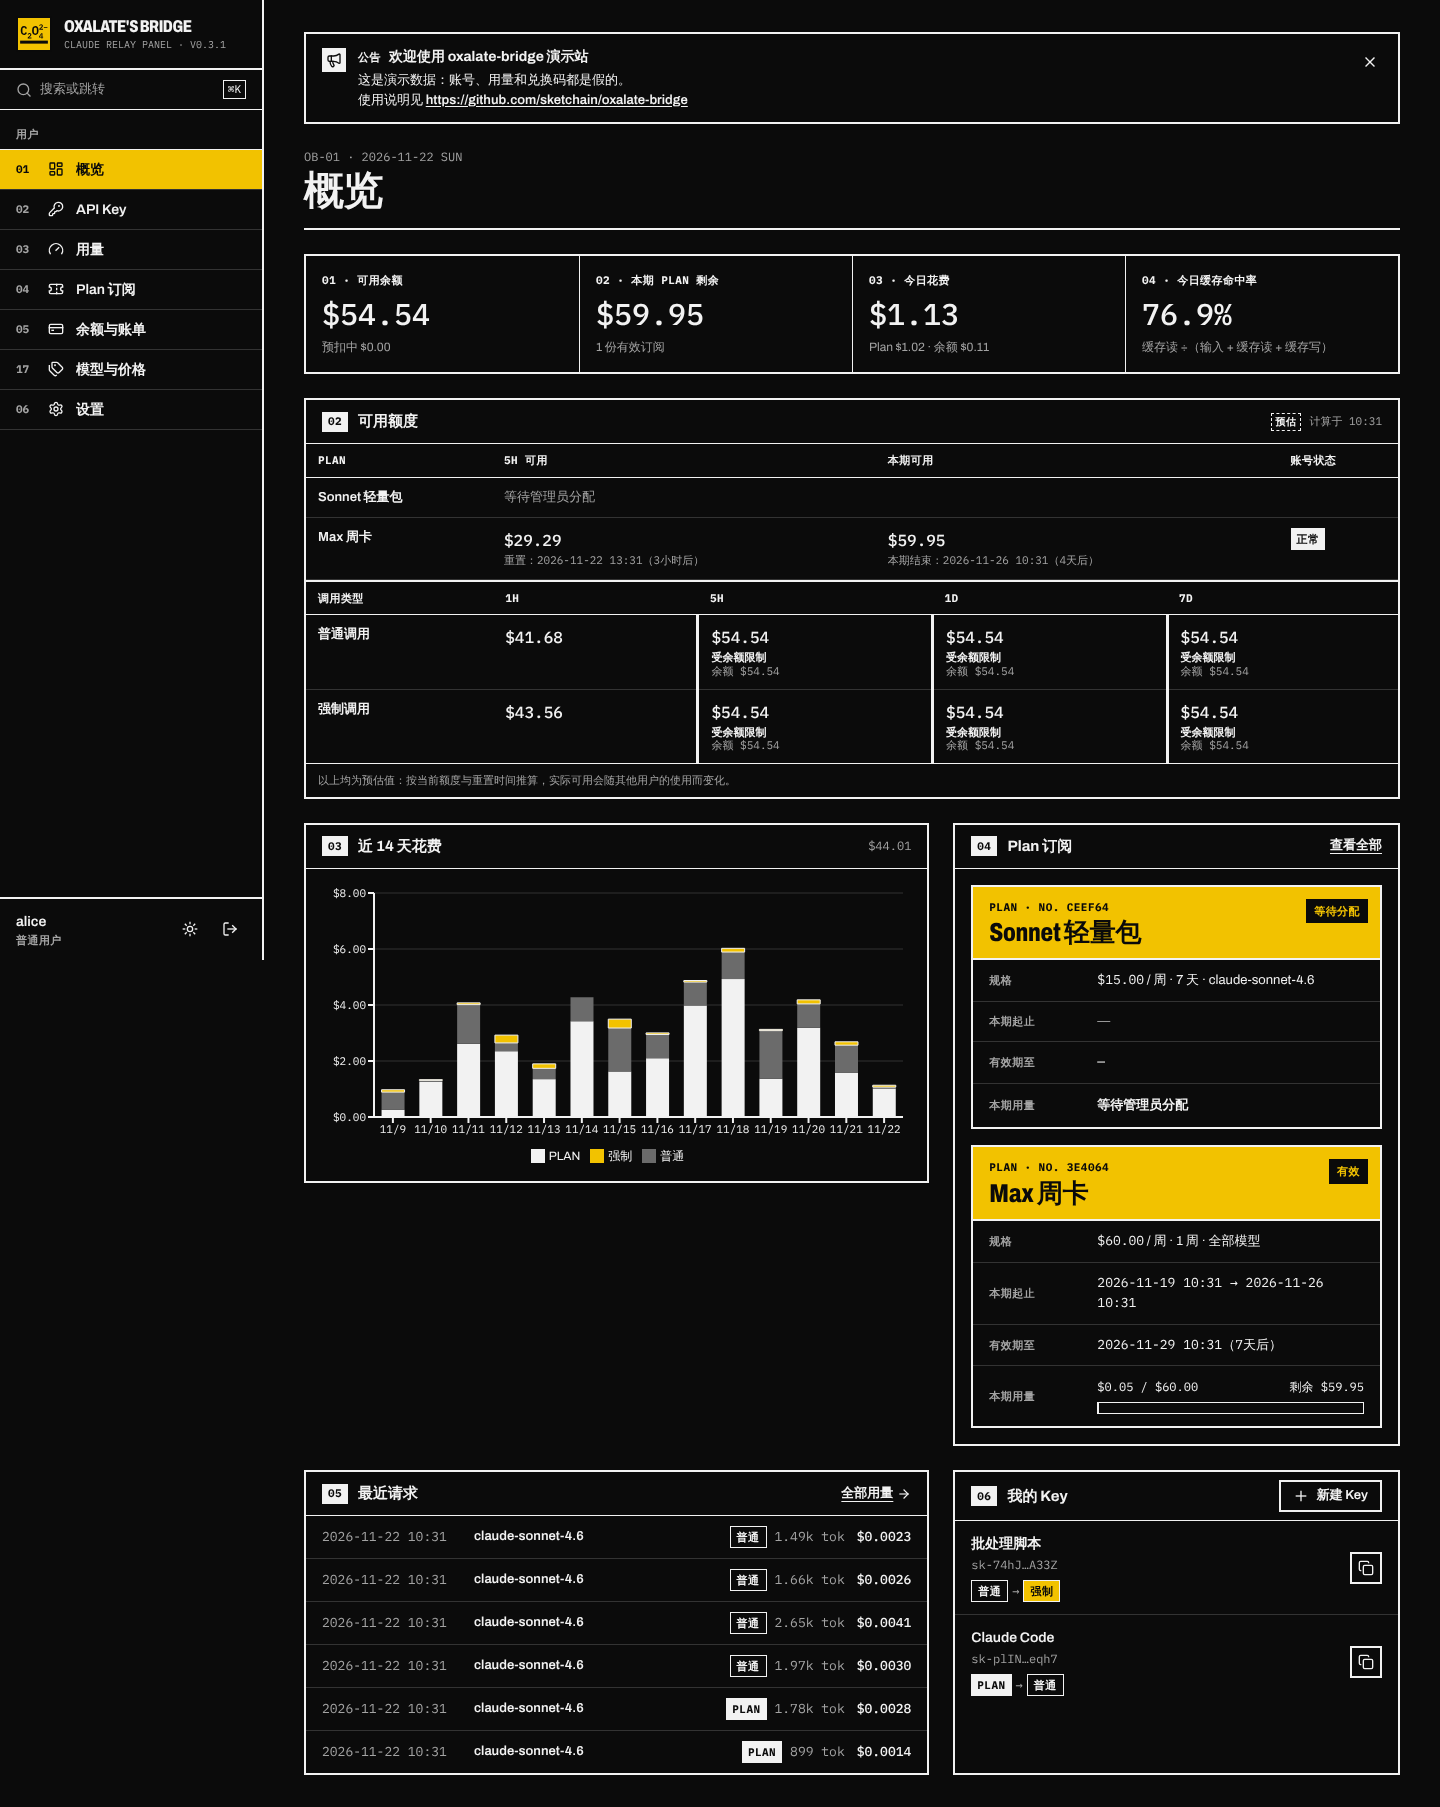 C₂O₄²⁻
OXALATE'S BRIDGE
CLAUDE RELAY PANEL · V0.3.1
搜索或跳转 ⌘K
用户
01 概览
02 API Key
03 用量
04 Plan 订阅
05 余额与账单
17 模型与价格
06 设置
alice
普通用户
公告 欢迎使用 oxalate-bridge 演示站
这是演示数据：账号、用量和兑换码都是假的。
使用说明见 https://github.com/sketchain/oxalate-bridge
OB-01 · 2026-11-22 SUN
概览
01 · 可用余额
$54.54
预扣中 $0.00
02 · 本期 PLAN 剩余
$59.95
1 份有效订阅
03 · 今日花费
$1.13
Plan $1.02 · 余额 $0.11
04 · 今日缓存命中率
76.9%
缓存读 ÷（输入 + 缓存读 + 缓存写）
02 可用额度 预估 计算于 10:31
PLAN 5H 可用 本期可用 账号状态
Sonnet 轻量包 等待管理员分配
Max 周卡 $29.29 $59.95 正常
重置：2026-11-22 13:31（3小时后） 本期结束：2026-11-26 10:31（4天后）
调用类型 1H 5H 1D 7D
普通调用 $41.68 $54.54 $54.54 $54.54
受余额限制 受余额限制 受余额限制
余额 $54.54 余额 $54.54 余额 $54.54
强制调用 $43.56 $54.54 $54.54 $54.54
受余额限制 受余额限制 受余额限制
余额 $54.54 余额 $54.54 余额 $54.54
以上均为预估值：按当前额度与重置时间推算，实际可用会随其他用户的使用而变化。
03 近 14 天花费 $44.01
$8.00
$6.00
$4.00
$2.00
$0.00
11/9 11/10 11/11 11/12 11/13 11/14 11/15 11/16 11/17 11/18 11/19 11/20 11/21 11/22
PLAN 强制 普通
04 Plan 订阅 查看全部
PLAN · NO. CEEF64 等待分配
Sonnet 轻量包
规格 $15.00 / 周 · 7 天 · claude-sonnet-4.6
本期起止 —
有效期至 —
本期用量 等待管理员分配
PLAN · NO. 3E4064 有效
Max 周卡
规格 $60.00 / 周 · 1 周 · 全部模型
本期起止 2026-11-19 10:31 → 2026-11-26
10:31
有效期至 2026-11-29 10:31（7天后）
本期用量 $0.05 / $60.00 剩余 $59.95
05 最近请求 全部用量 →
2026-11-22 10:31 claude-sonnet-4.6 普通 1.49k tok $0.0023
2026-11-22 10:31 claude-sonnet-4.6 普通 1.66k tok $0.0026
2026-11-22 10:31 claude-sonnet-4.6 普通 2.65k tok $0.0041
2026-11-22 10:31 claude-sonnet-4.6 普通 1.97k tok $0.0030
2026-11-22 10:31 claude-sonnet-4.6 PLAN 1.78k tok $0.0028
2026-11-22 10:31 claude-sonnet-4.6 PLAN 899 tok $0.0014
06 我的 Key 新建 Key
批处理脚本
sk-74hJ…A33Z
普通 → 强制
Claude Code
sk-plIN…eqh7
PLAN → 普通